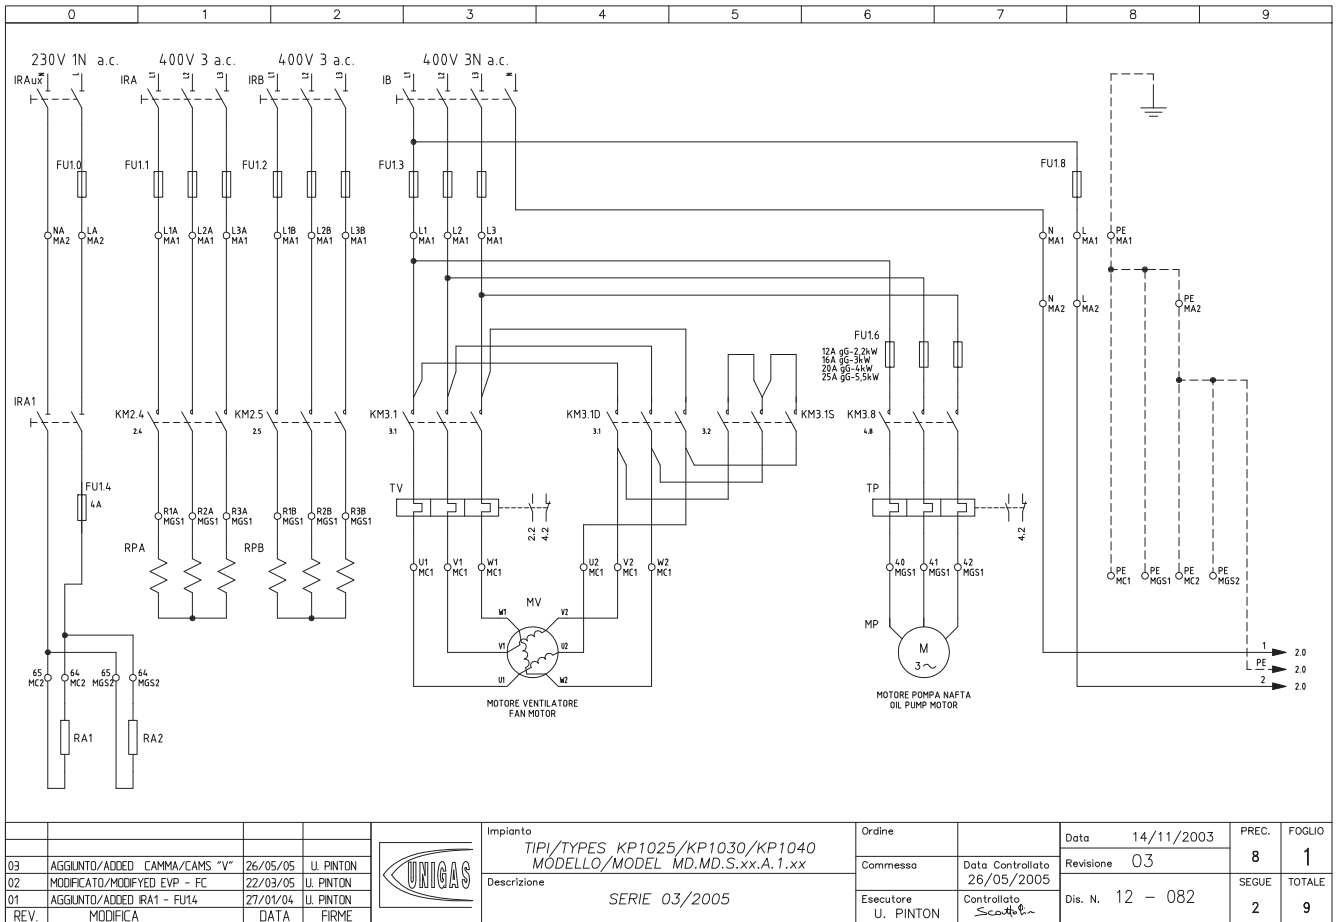 0 1 2 3 4 5 6 7 8 9
230V 1N a.c. 400V 3 a.c. 400V 3 a.c. 400V 3N a.c.
IRAux N L IRA L1 L2 L3 IRB L1 L2 L3 IB L1 L2 L3 N
FU1.0 FU1.1 FU1.2 FU1.3 FU1.8
NA LA L1A L2A L3A L1B L2B L3B L1 L2 L3 N L PE
MA2 MA2 MA1 MA1 MA1 MA1 MA1 MA1 MA1 MA1 MA1 MA1 MA1 MA1
N L PE
MA2 MA2 MA2
FU1.6
12A gG-2,2kW
16A gG-3kW
20A gG-4kW
25A gG-5,5kW
IRA1 KM2.4 KM2.5 KM3.1 KM3.1D KM3.1S KM3.8
2.4 2.5 3.1 3.1 3.2 4.8
FU1.4
4A
TV TP
R1A R2A R3A R1B R2B R3B
MGS1 MGS1 MGS1 MGS1 MGS1 MGS1
2.2 4.2 4.2
RPA RPB
U1 V1 W1 U2 V2 W2 40 41 42
MC1 MC1 MC1 MC1 MC1 MC1 MGS1 MGS1 MGS1
PE PE PE PE
MC1 MGS1 MC2 MGS2
MV
W1 V2
MP
V1 U2
M
3~
U1 W2
1 2.0
PE 2.0
2 2.0
65 64 65 64
MC2 MC2 MGS2 MGS2
MOTORE VENTILATORE
FAN MOTOR
MOTORE POMPA NAFTA
OIL PUMP MOTOR
RA1 RA2
03 AGGIUNTO/ADDED CAMMA/CAMS "V" 26/05/05 U. PINTON
02 MODIFICATO/MODIFYED EVP - FC 22/03/05 U. PINTON
01 AGGIUNTO/ADDED IRA1 - FU1.4 27/01/04 U. PINTON
REV. MODIFICA DATA FIRME
UNIGAS
Impianto
TIPI/TYPES KP1025/KP1030/KP1040
MODELLO/MODEL MD.MD.S.xx.A.1.xx
Descrizione
SERIE 03/2005
Ordine
Commessa
Esecutore
U. PINTON
Data Controllato
26/05/2005
Controllato
Data 14/11/2003
Revisione 03
Dis. N. 12 - 082
PREC.
8
FOGLIO
1
SEGUE
2
TOTALE
9